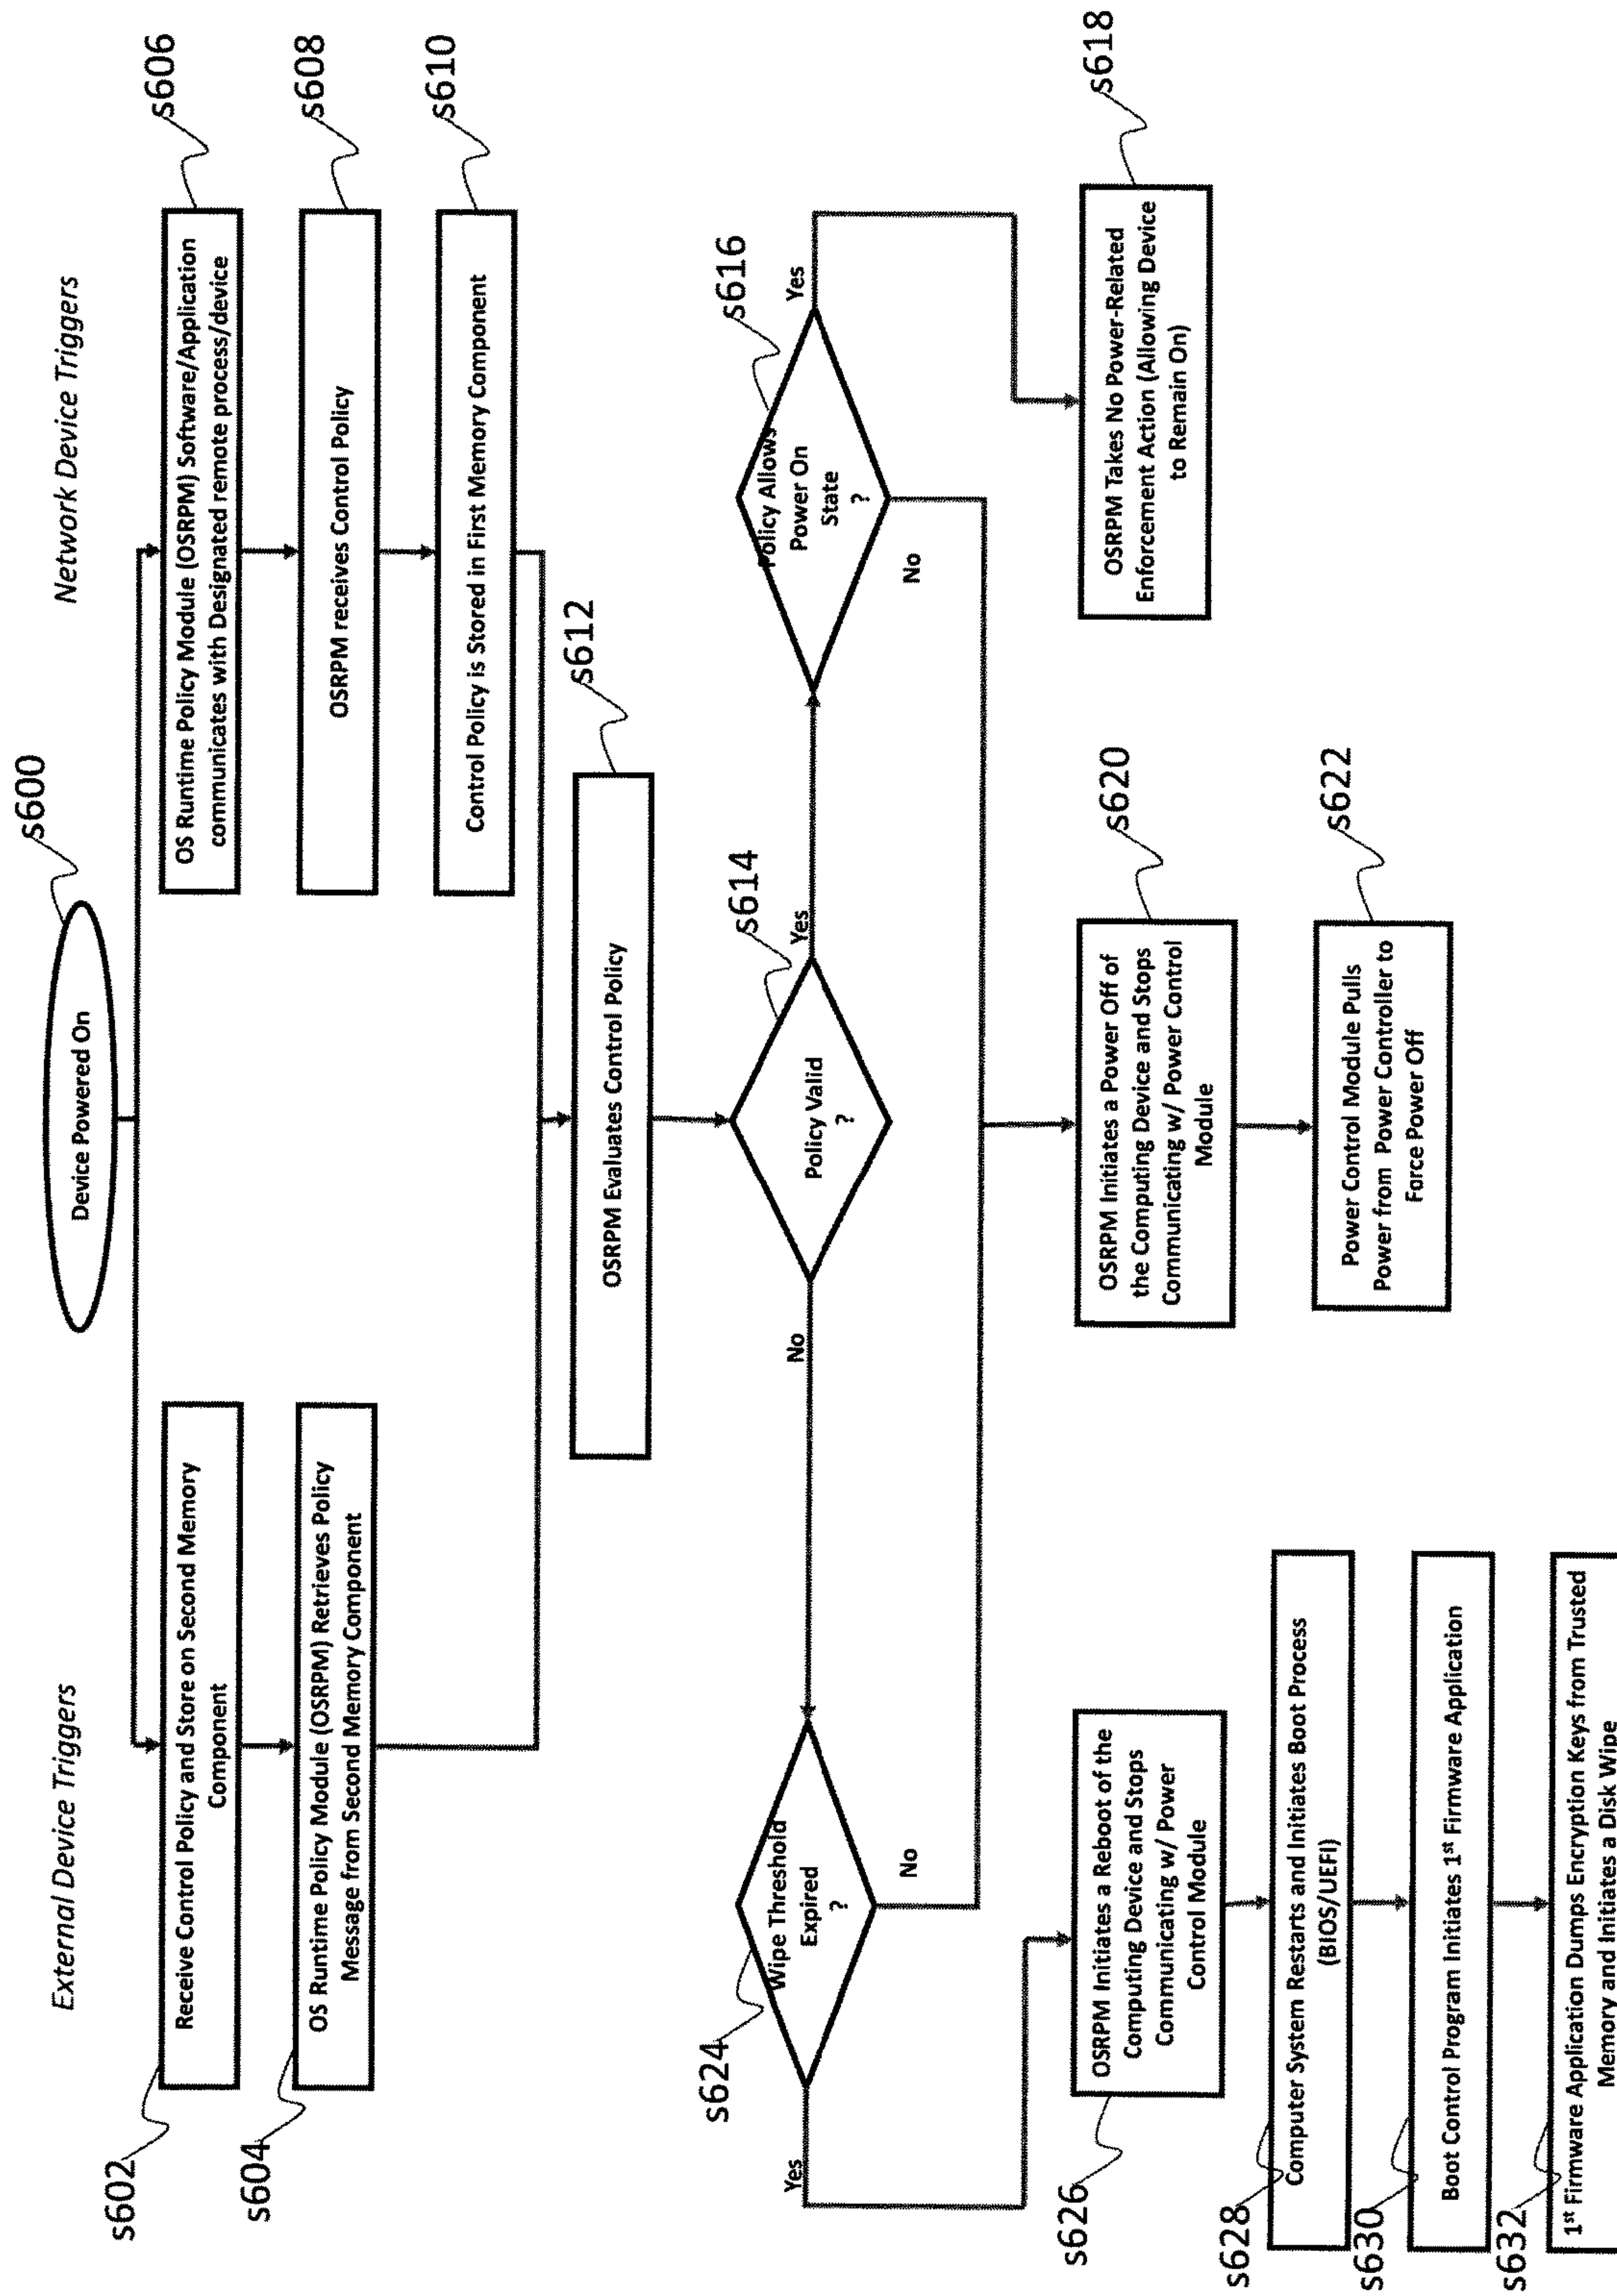 s600
Device Powered On
External Device Triggers
Network Device Triggers
s602
Receive Control Policy and Store on Second Memory
Component
s604
OS Runtime Policy Module (OSRPM) Retrieves Policy
Message from Second Memory Component
s606
OS Runtime Policy Module (OSRPM) Software/Application
communicates with Designated remote process/device
s608
OSRPM receives Control Policy
s610
Control Policy is Stored in First Memory Component
s612
OSRPM Evaluates Control Policy
s614
Policy Valid
?
No
Yes
s616
Policy Allows
Power On
State
?
Yes
No
s624
Wipe Threshold
Expired
?
Yes
No
s618
OSRPM Takes No Power-Related
Enforcement Action (Allowing Device
to Remain On)
s620
OSRPM Initiates a Power Off of
the Computing Device and Stops
Communicating w/ Power Control
Module
s622
Power Control Module Pulls
Power from Power Controller to
Force Power Off
s626
OSRPM Initiates a Reboot of the
Computing Device and Stops
Communicating w/ Power
Control Module
s628
Computer System Restarts and Initiates Boot Process
(BIOS/UEFI)
s630
Boot Control Program Initiates 1st Firmware Application
s632
1st Firmware Application Dumps Encryption Keys from Trusted
Memory and Initiates a Disk Wipe